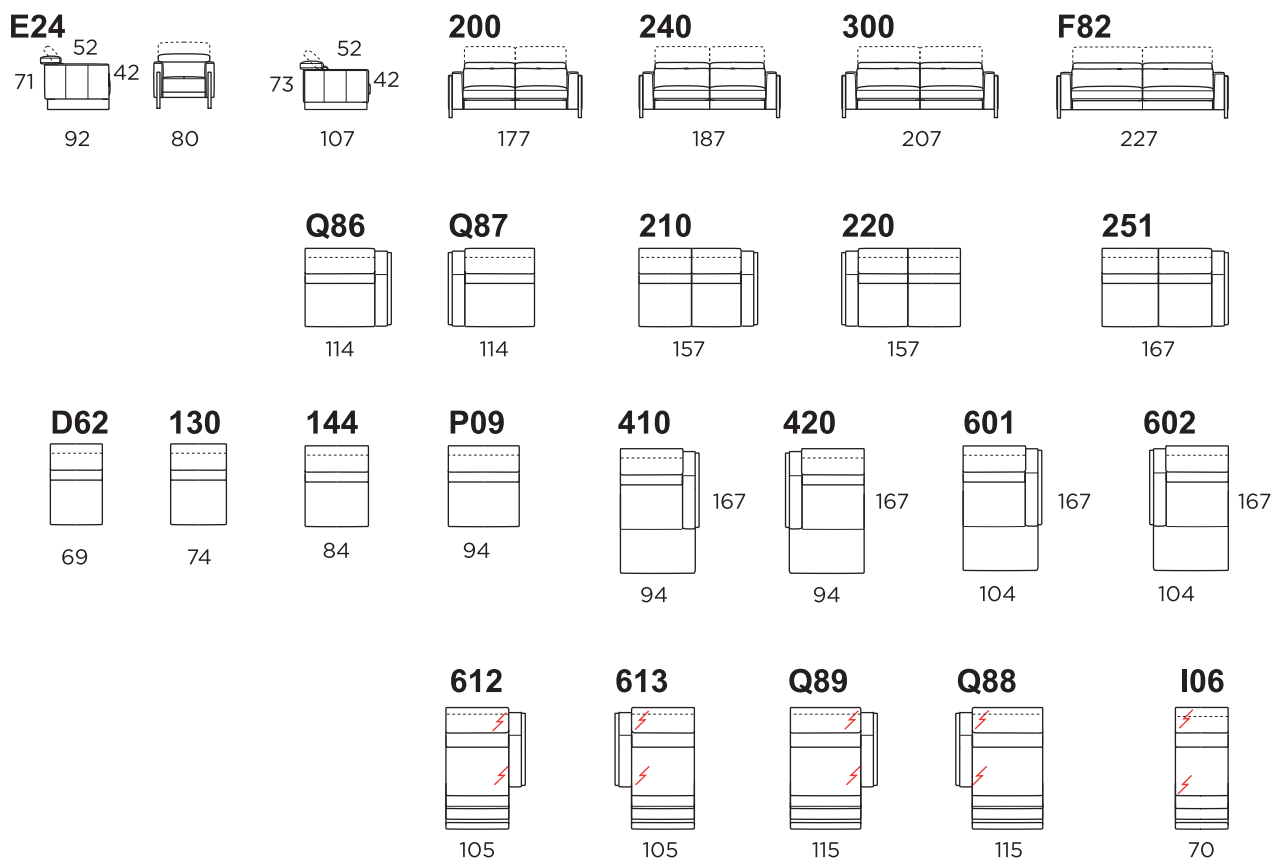 E24 200 240 300 F82
52 52
71 42 73 42
92 80 107 177 187 207 227
Q86 Q87 210 220 251
114 114 157 157 167
D62 130 144 P09 410 420 601 602
167 167 167 167
69 74 84 94 94 94 104 104
612 613 Q89 Q88 I06
105 105 115 115 70